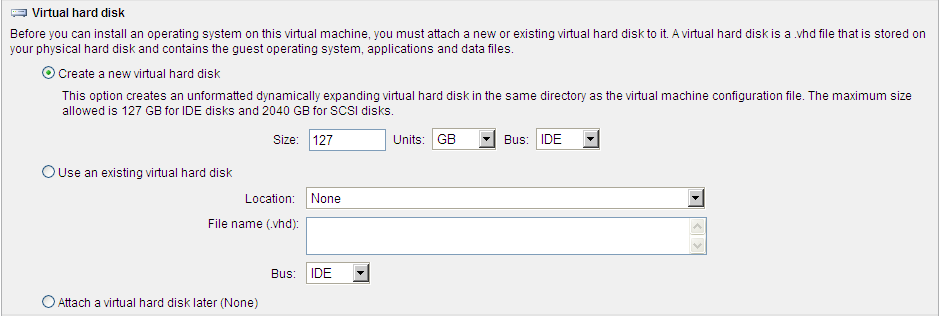 Virtual hard disk
Before you can install an operating system on this virtual machine, you must attach a new or existing virtual hard disk to it. A virtual hard disk is a .vhd file that is stored on
your physical hard disk and contains the guest operating system, applications and data files.
Create a new virtual hard disk
This option creates an unformatted dynamically expanding virtual hard disk in the same directory as the virtual machine configuration file. The maximum size
allowed is 127 GB for IDE disks and 2040 GB for SCSI disks.
Size: 127 Units: GB Bus: IDE
Use an existing virtual hard disk
Location: None
File name (.vhd):
Bus: IDE
Attach a virtual hard disk later (None)